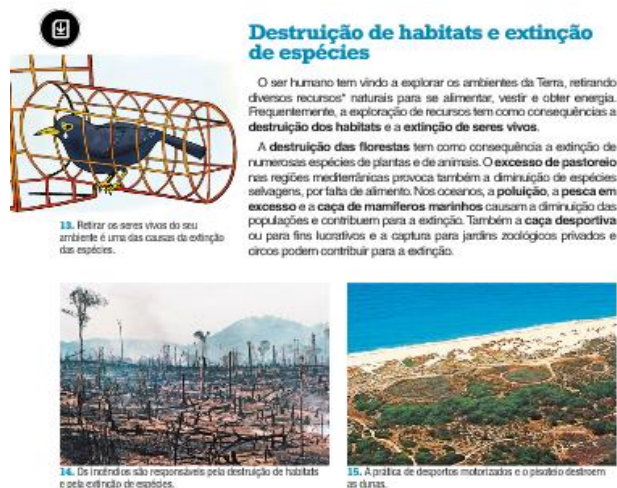 Destruição de habitats e extinção
de espécies
O ser humano tem vindo a explorar os ambientes da Terra, retirando
diversos recursos* naturais para se alimentar, vestir e obter energia.
Frequentemente, a exploração de recursos tem como consequências a
destruição dos habitats e a extinção de seres vivos.
A destruição das florestas tem como consequência a extinção de
numerosas espécies de plantas e de animais. O excesso de pastoreio
nas regiões mediterrânicas provoca também a diminuição de espécies
selvagens, por falta de alimento. Nos oceanos, a poluição, a pesca em
excesso e a caça de mamíferos marinhos causam a diminuição das
populações e contribuem para a extinção. Também a caça desportiva
ou para fins lucrativos e a captura para jardins zoológicos privados e
circos podem contribuir para a extinção.
13. Retirar os seres vivos do seu
ambiente é uma das causas da extinção
das espécies.
14. Os incêndios são responsáveis pela destruição de habitats
e pela extinção de espécies.
15. A prática de desportos motorizados e o pisoteio destroem
as dunas.